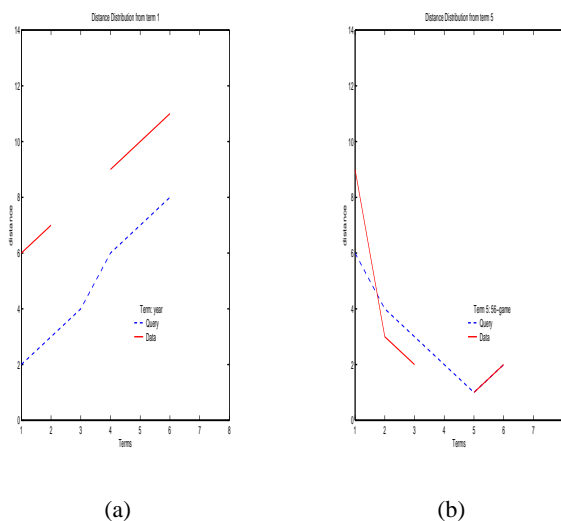 Distance Distribution from term 1
14
12
10
8
6
4
2
0
distance
Term: year
Query
Data
1 2 3 4 5 6 7 8
Terms
(a)
Distance Distribution from term 5
14
12
10
8
6
4
2
0
distance
Term 5: 56-game
Query
Data
1 2 3 4 5 6 7 8
Terms
(b)